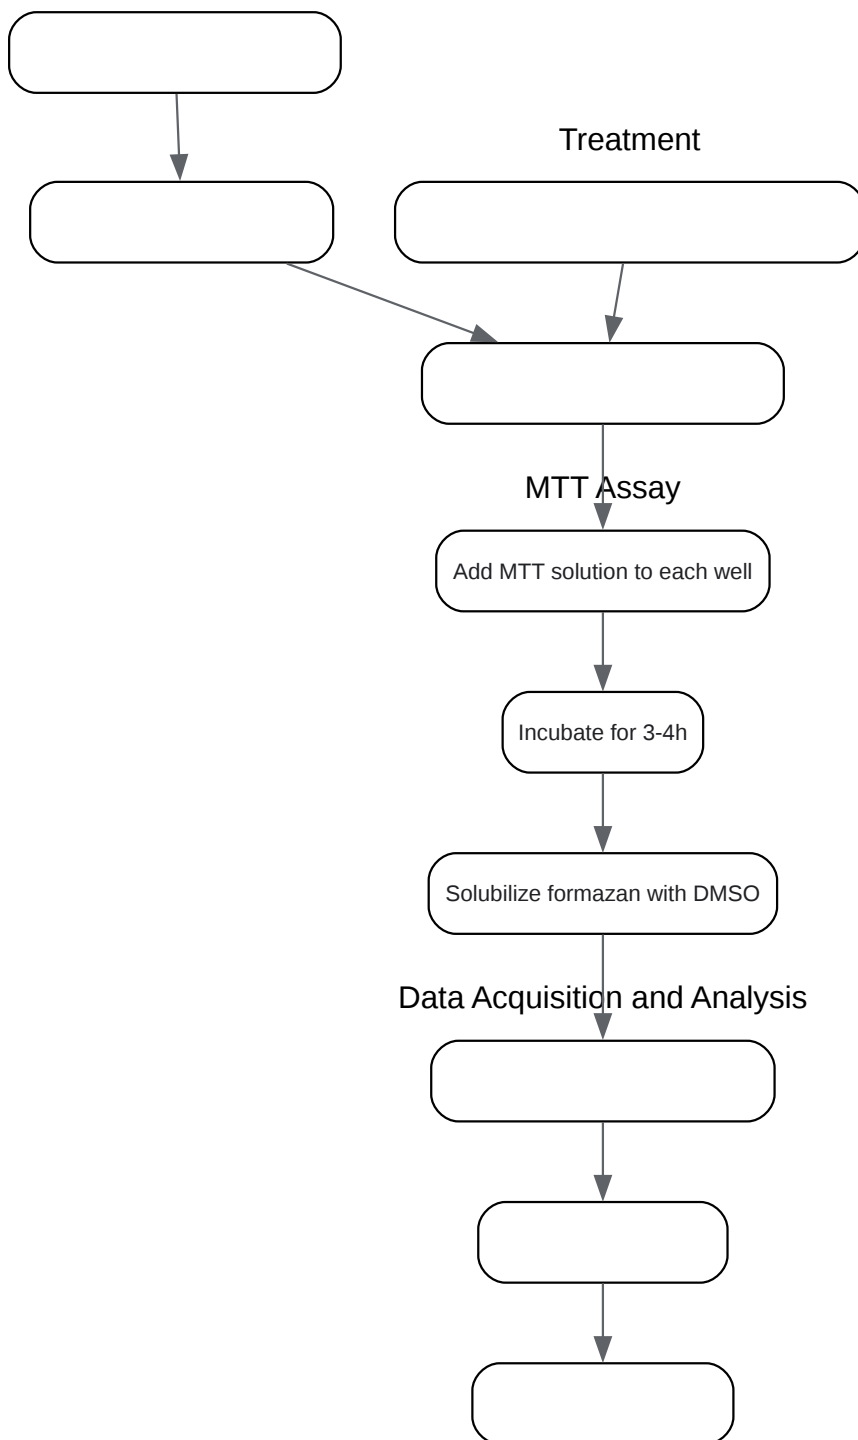 Treatment
MTT Assay
Add MTT solution to each well
Incubate for 3-4h
Solubilize formazan with DMSO
Data Acquisition and Analysis